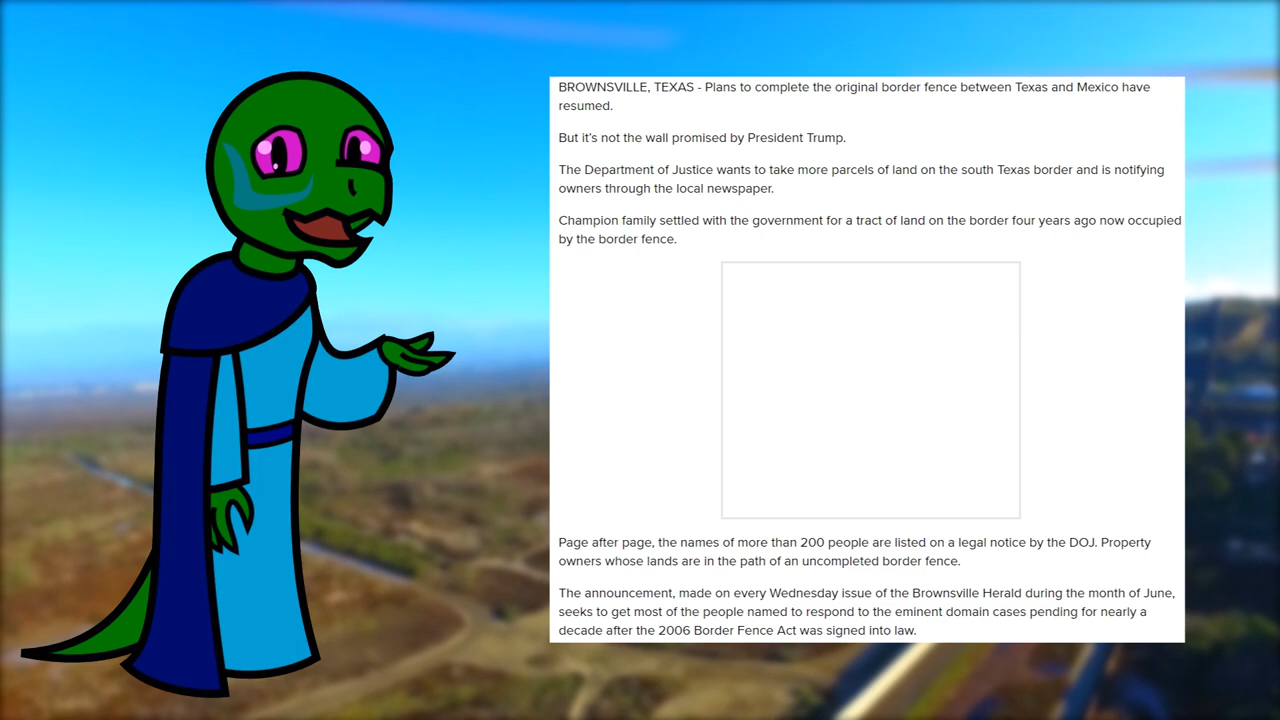 BROWNSVILLE, TEXAS - Plans to complete the original border fence between Texas and Mexico have
resumed.
But it’s not the wall promised by President Trump.
The Department of Justice wants to take more parcels of land on the south Texas border and is notifying
owners through the local newspaper.
Champion family settled with the government for a tract of land on the border four years ago now occupied
by the border fence.
Page after page, the names of more than 200 people are listed on a legal notice by the DOJ. Property
owners whose lands are in the path of an uncompleted border fence.
The announcement, made on every Wednesday issue of the Brownsville Herald during the month of June,
seeks to get most of the people named to respond to the eminent domain cases pending for nearly a
decade after the 2006 Border Fence Act was signed into law.